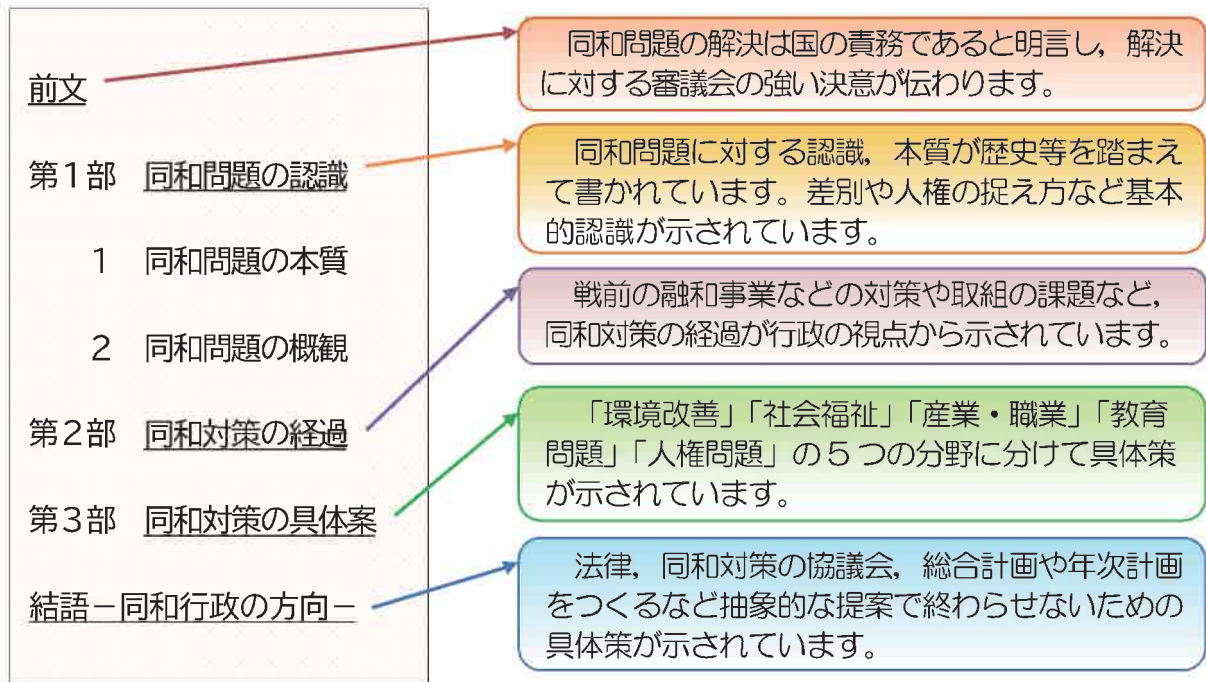 前文
第1部 同和問題の認識
1 同和問題の本質
2 同和問題の概観
第2部 同和対策の経過
第3部 同和対策の具体案
結語－同和行政の方向－
同和問題の解決は国の責務であると明言し，解決
に対する審議会の強い決意が伝わります。
同和問題に対する認識，本質が歴史等を踏まえ
て書かれています。差別や人権の捉え方など基本
的認識が示されています。
戦前の融和事業などの対策や取組の課題など，
同和対策の経過が行政の視点から示されています。
「環境改善」「社会福祉」「産業・職業」「教育
問題」「人権問題」の５つの分野に分けて具体策
が示されています。
法律，同和対策の協議会，総合計画や年次計画
をつくるなど抽象的な提案で終わらせないための
具体策が示されています。